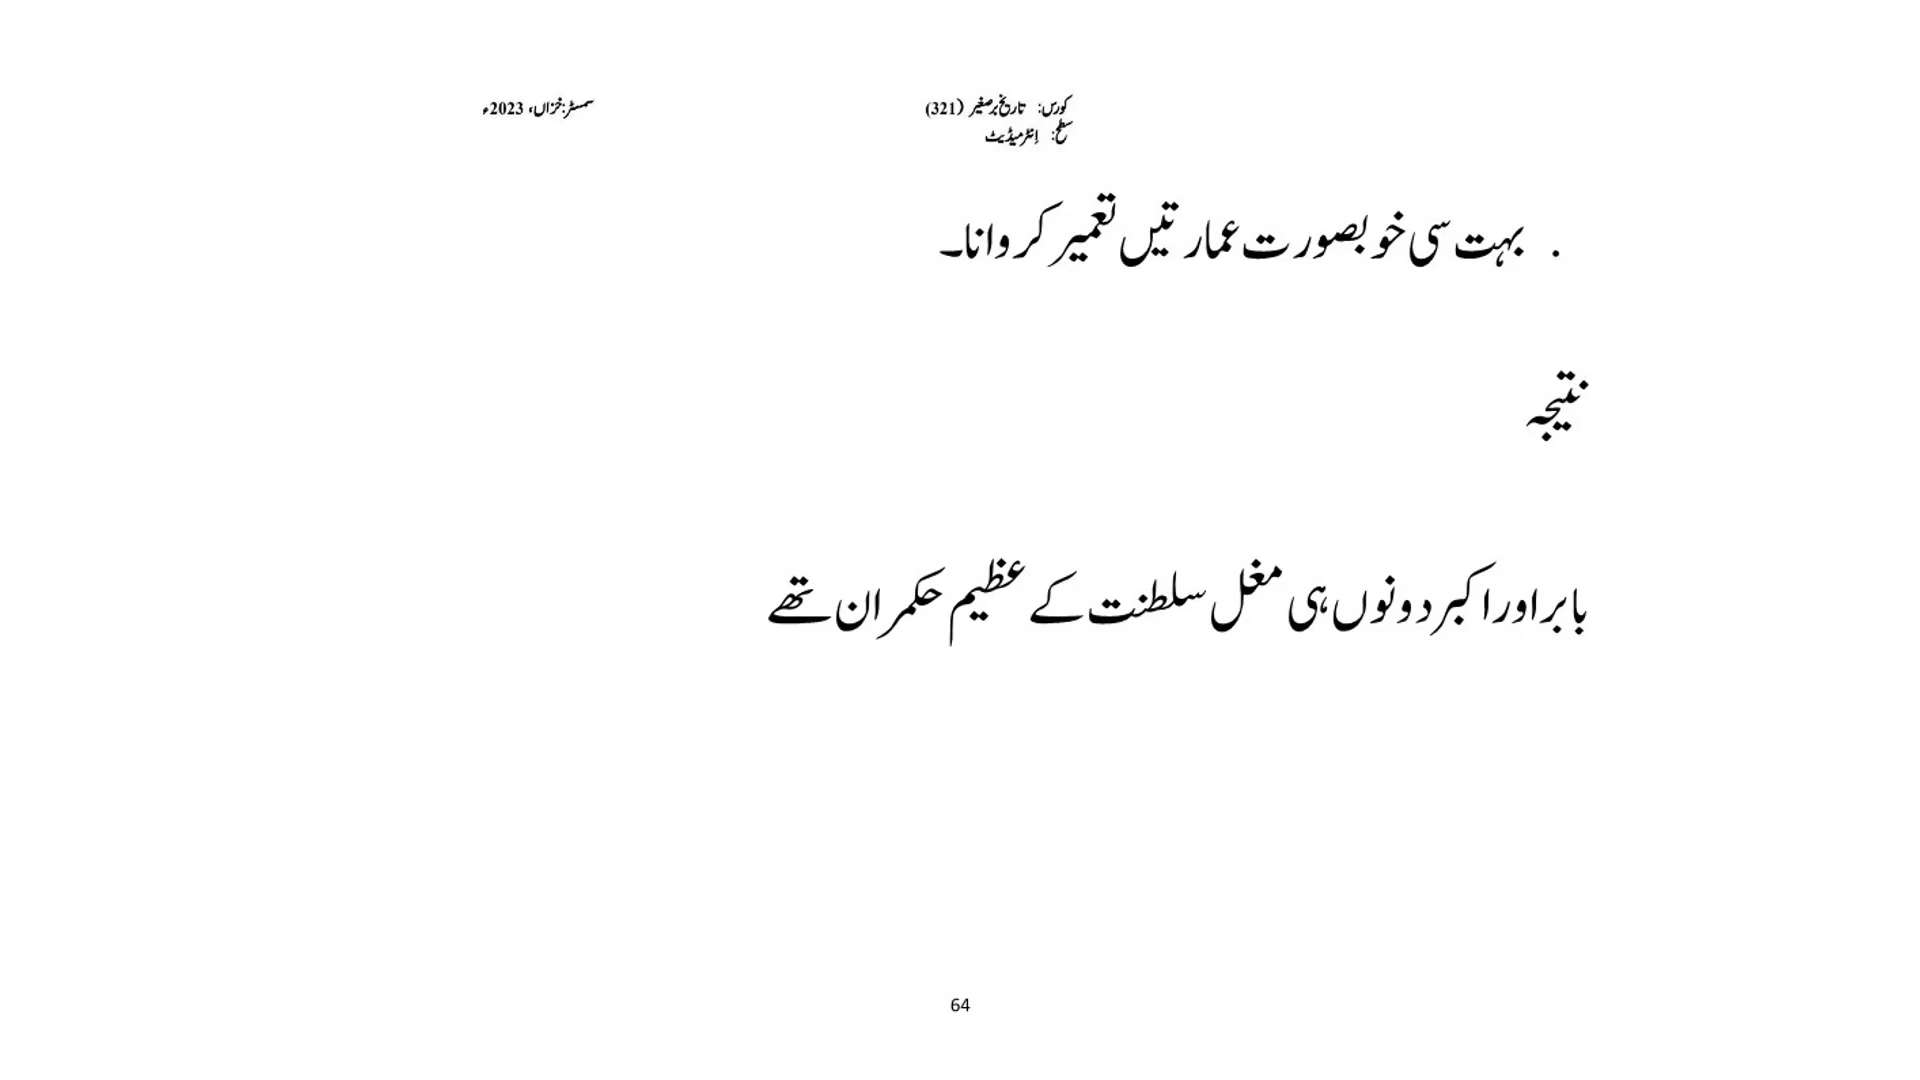 کورس: تاریخ برصغیر (321) سمسٹر:خزاں، 2023ء
سطح: اِنٹرمیڈیٹ
. بہت سی خوبصورت عمارتیں تعمیر کروانا۔
نتیجہ
بابر اور اکبر دونوں ہی مغل سلطنت کے عظیم حکمران تھے
64